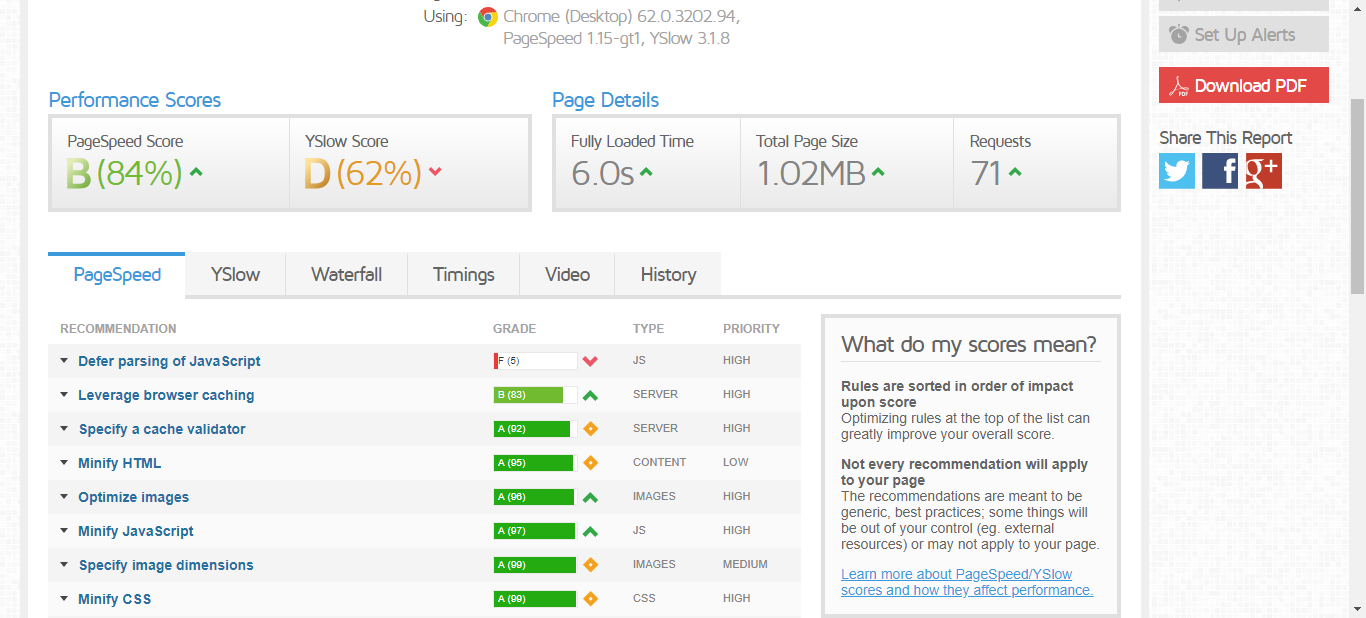 Using: Chrome (Desktop) 62.0.3202.94,
PageSpeed 1.15-gt1, YSlow 3.1.8
Set Up Alerts
Download PDF
Share This Report
Performance Scores
Page Details
PageSpeed Score
B (84%)
YSlow Score
D (62%)
Fully Loaded Time
6.0s
Total Page Size
1.02MB
Requests
71
PageSpeed YSlow Waterfall Timings Video History
RECOMMENDATION GRADE TYPE PRIORITY
Defer parsing of JavaScript F (5) JS HIGH
Leverage browser caching B (83) SERVER HIGH
Specify a cache validator A (92) SERVER HIGH
Minify HTML A (95) CONTENT LOW
Optimize images A (96) IMAGES HIGH
Minify JavaScript A (97) JS HIGH
Specify image dimensions A (99) IMAGES MEDIUM
Minify CSS A (99) CSS HIGH
What do my scores mean?
Rules are sorted in order of impact
upon score
Optimizing rules at the top of the list can
greatly improve your overall score.
Not every recommendation will apply
to your page
The recommendations are meant to be
generic, best practices; some things will
be out of your control (eg. external
resources) or may not apply to your page.
Learn more about PageSpeed/YSlow
scores and how they affect performance.